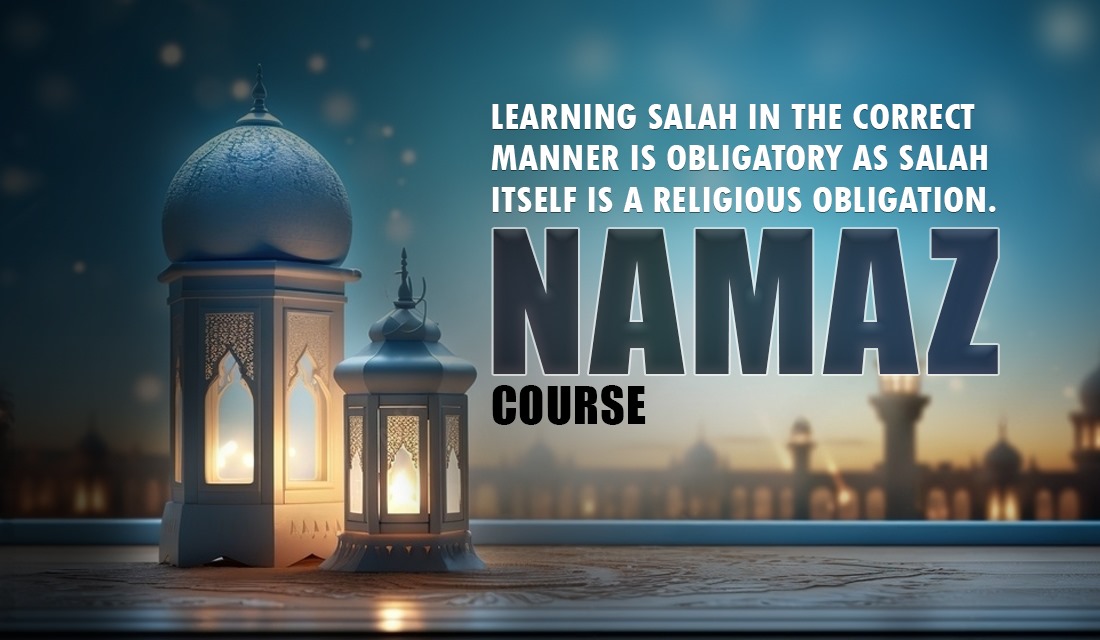 LEARNING SALAH IN THE CORRECT
MANNER IS OBLIGATORY AS SALAH
ITSELF IS A RELIGIOUS OBLIGATION.
NAMAZ
COURSE